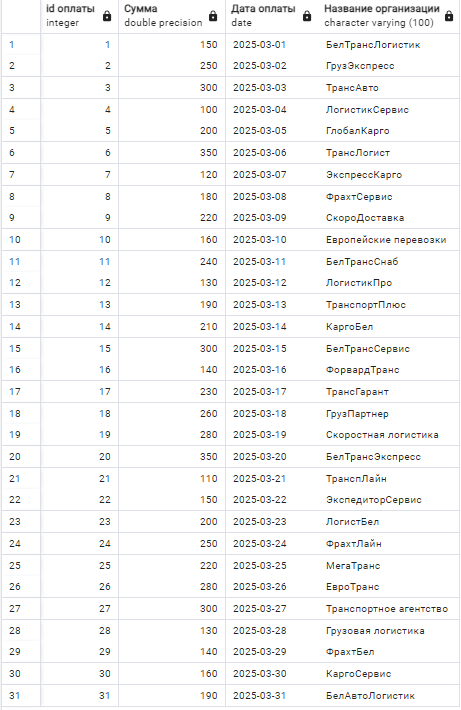 id оплаты Сумма Дата оплаты Название организации
integer double precision date character varying (100)
1 1 150 2025-03-01 БелТрансЛогистик
2 2 250 2025-03-02 ГрузЭкспресс
3 3 300 2025-03-03 ТрансАвто
4 4 100 2025-03-04 ЛогистикСервис
5 5 200 2025-03-05 ГлобалКарго
6 6 350 2025-03-06 ТрансЛогист
7 7 120 2025-03-07 ЭкспрессКарго
8 8 180 2025-03-08 ФрахтСервис
9 9 220 2025-03-09 СкороДоставка
10 10 160 2025-03-10 Европейские перевозки
11 11 240 2025-03-11 БелТрансСнаб
12 12 130 2025-03-12 ЛогистикПро
13 13 190 2025-03-13 ТранспортПлюс
14 14 210 2025-03-14 КаргоБел
15 15 300 2025-03-15 БелТрансСервис
16 16 140 2025-03-16 ФорвардТранс
17 17 230 2025-03-17 ТрансГарант
18 18 260 2025-03-18 ГрузПартнер
19 19 280 2025-03-19 Скоростная логистика
20 20 350 2025-03-20 БелТрансЭкспресс
21 21 110 2025-03-21 ТранспЛайн
22 22 150 2025-03-22 ЭкспедиторСервис
23 23 200 2025-03-23 ЛогистБел
24 24 250 2025-03-24 ФрахтЛайн
25 25 220 2025-03-25 МегаТранс
26 26 280 2025-03-26 ЕвроТранс
27 27 300 2025-03-27 Транспортное агентство
28 28 130 2025-03-28 Грузовая логистика
29 29 140 2025-03-29 ФрахтБел
30 30 160 2025-03-30 КаргоСервис
31 31 190 2025-03-31 БелАвтоЛогистик